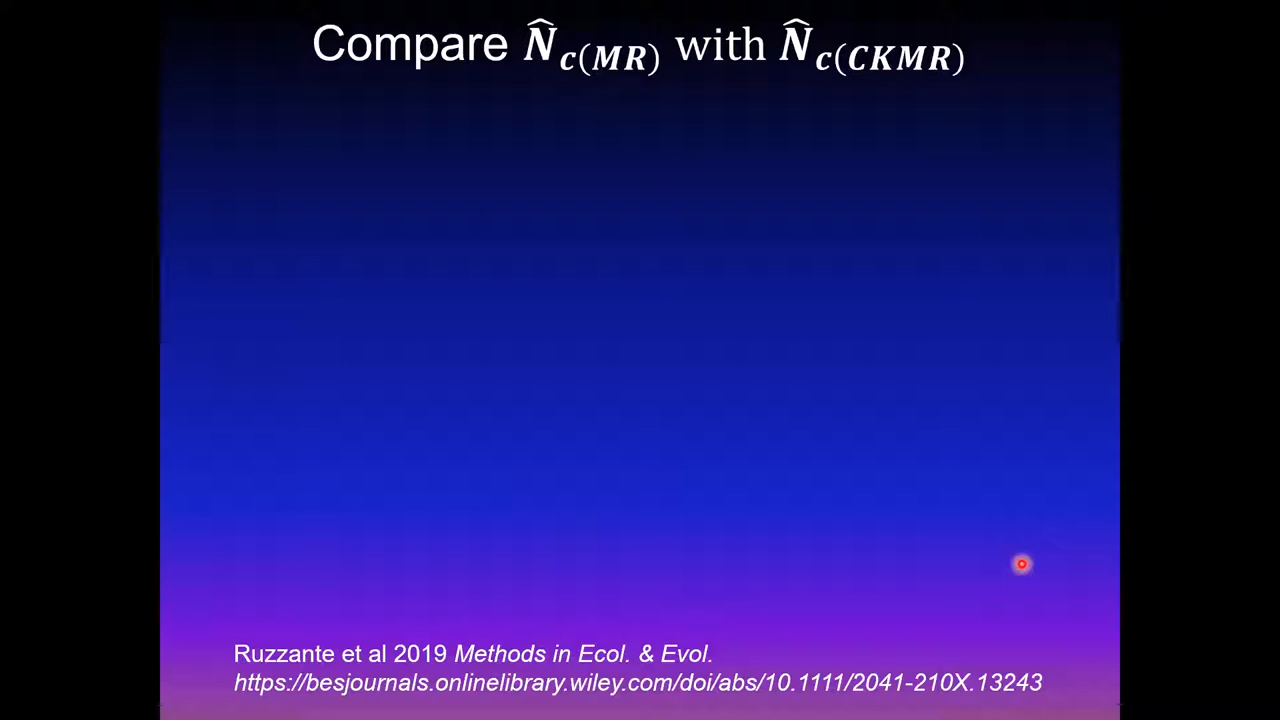 Compare N̂c(MR) with N̂c(CKMR)
Ruzzante et al 2019 Methods in Ecol. & Evol.
https://besjournals.onlinelibrary.wiley.com/doi/abs/10.1111/2041-210X.13243